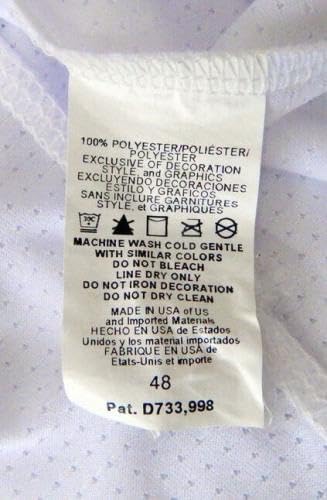 100% POLYESTER/POLIÉSTER/
POLYESTER
EXCLUSIVE OF DECORATION
STYLE, and GRAPHICS
EXCLUYENDO DECORACIONES
ESTILO y GRAFICOS
SANS INCLURE GARNITURES
STYLE, et GRAPHIQUES
MACHINE WASH COLD GENTLE
WITH SIMILAR COLORS
DO NOT BLEACH
LINE DRY ONLY
DO NOT IRON DECORATION
DO NOT DRY CLEAN
MADE IN USA of US
and Imported Materials
HECHO EN USA de Estados
Unidos y los material importados
FABRIQUE EN USA de
Etats-Unis et importe
48
Pat. D733,998